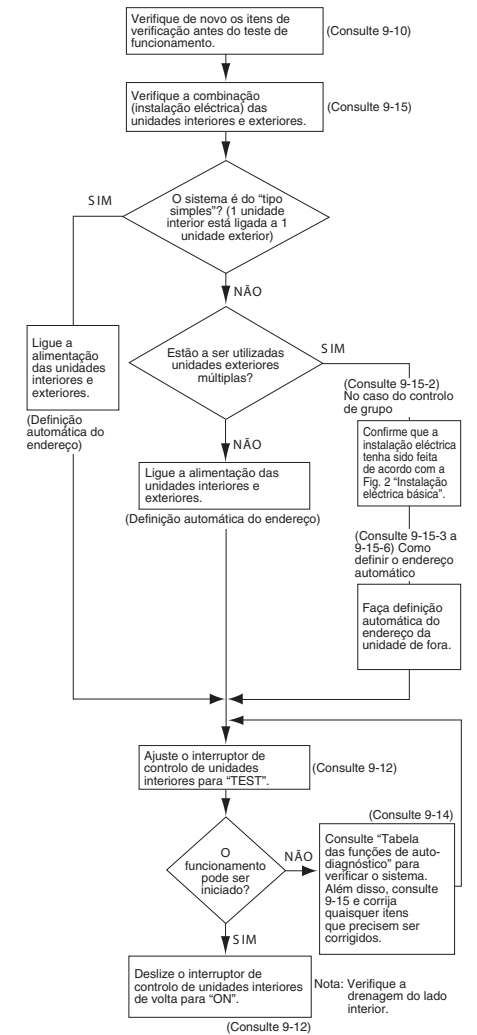 Verifique de novo os itens de
verificação antes do teste de
funcionamento.
(Consulte 9-10)
Verifique a combinação
(instalação eléctrica) das
unidades interiores e exteriores.
(Consulte 9-15)
SIM
O sistema é do “tipo
simples”? (1 unidade
interior está ligada a 1
unidade exterior)
NÃO
Ligue a
alimentação
das unidades
interiores e
exteriores.
(Definição
automática do
endereço)
Estão a ser utilizadas
unidades exteriores
múltiplas?
SIM
(Consulte 9-15-2)
No caso do controlo
de grupo
Confirme que a
instalação eléctrica
tenha sido feita
de acordo com a
Fig. 2 “Instalação
eléctrica básica”.
NÃO
Ligue a alimentação das
unidades interiores e
exteriores.
(Definição automática do endereço)
(Consulte 9-15-3 a
9-15-6) Como
definir o endereço
automático
Faça definição
automática do
endereço da
unidade de fora.
Ajuste o interruptor de
controlo de unidades
interiores para “TEST”.
(Consulte 9-12)
O
funcionamento
pode ser
iniciado?
NÃO
(Consulte 9-14)
Consulte “Tabela
das funções de auto-
diagnóstico” para
verificar o sistema.
Além disso, consulte
9-15 e corrija
quaisquer itens
que precisem ser
corrigidos.
SIM
Deslize o interruptor de
controlo de unidades interiores
de volta para “ON”.
(Consulte 9-12)
Nota: Verifique a
drenagem do lado
interior.